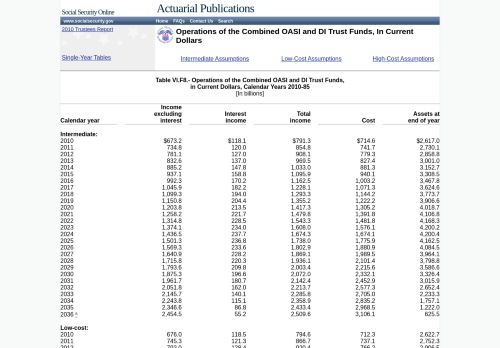 Social Security Online
Actuarial Publications
www.socialsecurity.gov Home FAQs Contact Us Search
2010 Trustees Report
Operations of the Combined OASI and DI Trust Funds, In Current Dollars
Single-Year Tables
Intermediate Assumptions Low-Cost Assumptions High-Cost Assumptions
Table VI.F8.- Operations of the Combined OASI and DI Trust Funds,
in Current Dollars, Calendar Years 2010-85
[In billions]
Calendar year Income excluding interest Interest income Total income Cost Assets at end of year
Intermediate:
2010 $673.2 $118.1 $791.3 $714.6 $2,617.0
2011 734.8 120.0 854.8 741.7 2,730.1
2012 781.1 127.0 908.1 779.3 2,858.8
2013 832.6 137.0 969.5 827.4 3,001.0
2014 885.2 147.8 1,033.0 881.3 3,152.7
2015 937.1 158.8 1,095.9 940.1 3,308.5
2016 992.3 170.2 1,162.5 1,003.2 3,467.8
2017 1,045.9 182.2 1,228.1 1,071.3 3,624.6
2018 1,099.3 194.0 1,293.3 1,144.2 3,773.7
2019 1,150.8 204.4 1,355.2 1,222.2 3,906.6
2020 1,203.8 213.5 1,417.3 1,305.2 4,018.7
2021 1,258.2 221.7 1,479.8 1,391.8 4,106.8
2022 1,314.8 228.5 1,543.3 1,481.8 4,168.3
2023 1,374.1 234.0 1,608.0 1,576.1 4,200.2
2024 1,436.5 237.7 1,674.3 1,674.1 4,200.4
2025 1,501.3 236.8 1,738.0 1,775.9 4,162.5
2026 1,569.3 233.6 1,802.9 1,880.9 4,084.5
2027 1,640.9 228.2 1,869.1 1,989.5 3,964.1
2028 1,715.8 220.3 1,936.1 2,101.4 3,798.8
2029 1,793.6 209.8 2,003.4 2,215.6 3,586.6
2030 1,875.3 196.6 2,072.0 2,332.1 3,326.4
2031 1,961.7 180.7 2,142.4 2,452.9 3,015.9
2032 2,051.8 162.0 2,213.7 2,577.2 2,652.4
2033 2,145.7 140.1 2,285.8 2,705.0 2,233.3
2034 2,243.8 115.1 2,358.9 2,835.2 1,757.1
2035 2,346.6 86.8 2,433.4 2,968.5 1,222.0
2036 a 2,454.5 55.2 2,509.6 3,106.1 625.5
Low-cost:
2010 676.0 118.5 794.6 712.3 2,622.7
2011 745.3 121.3 866.7 737.1 2,752.3